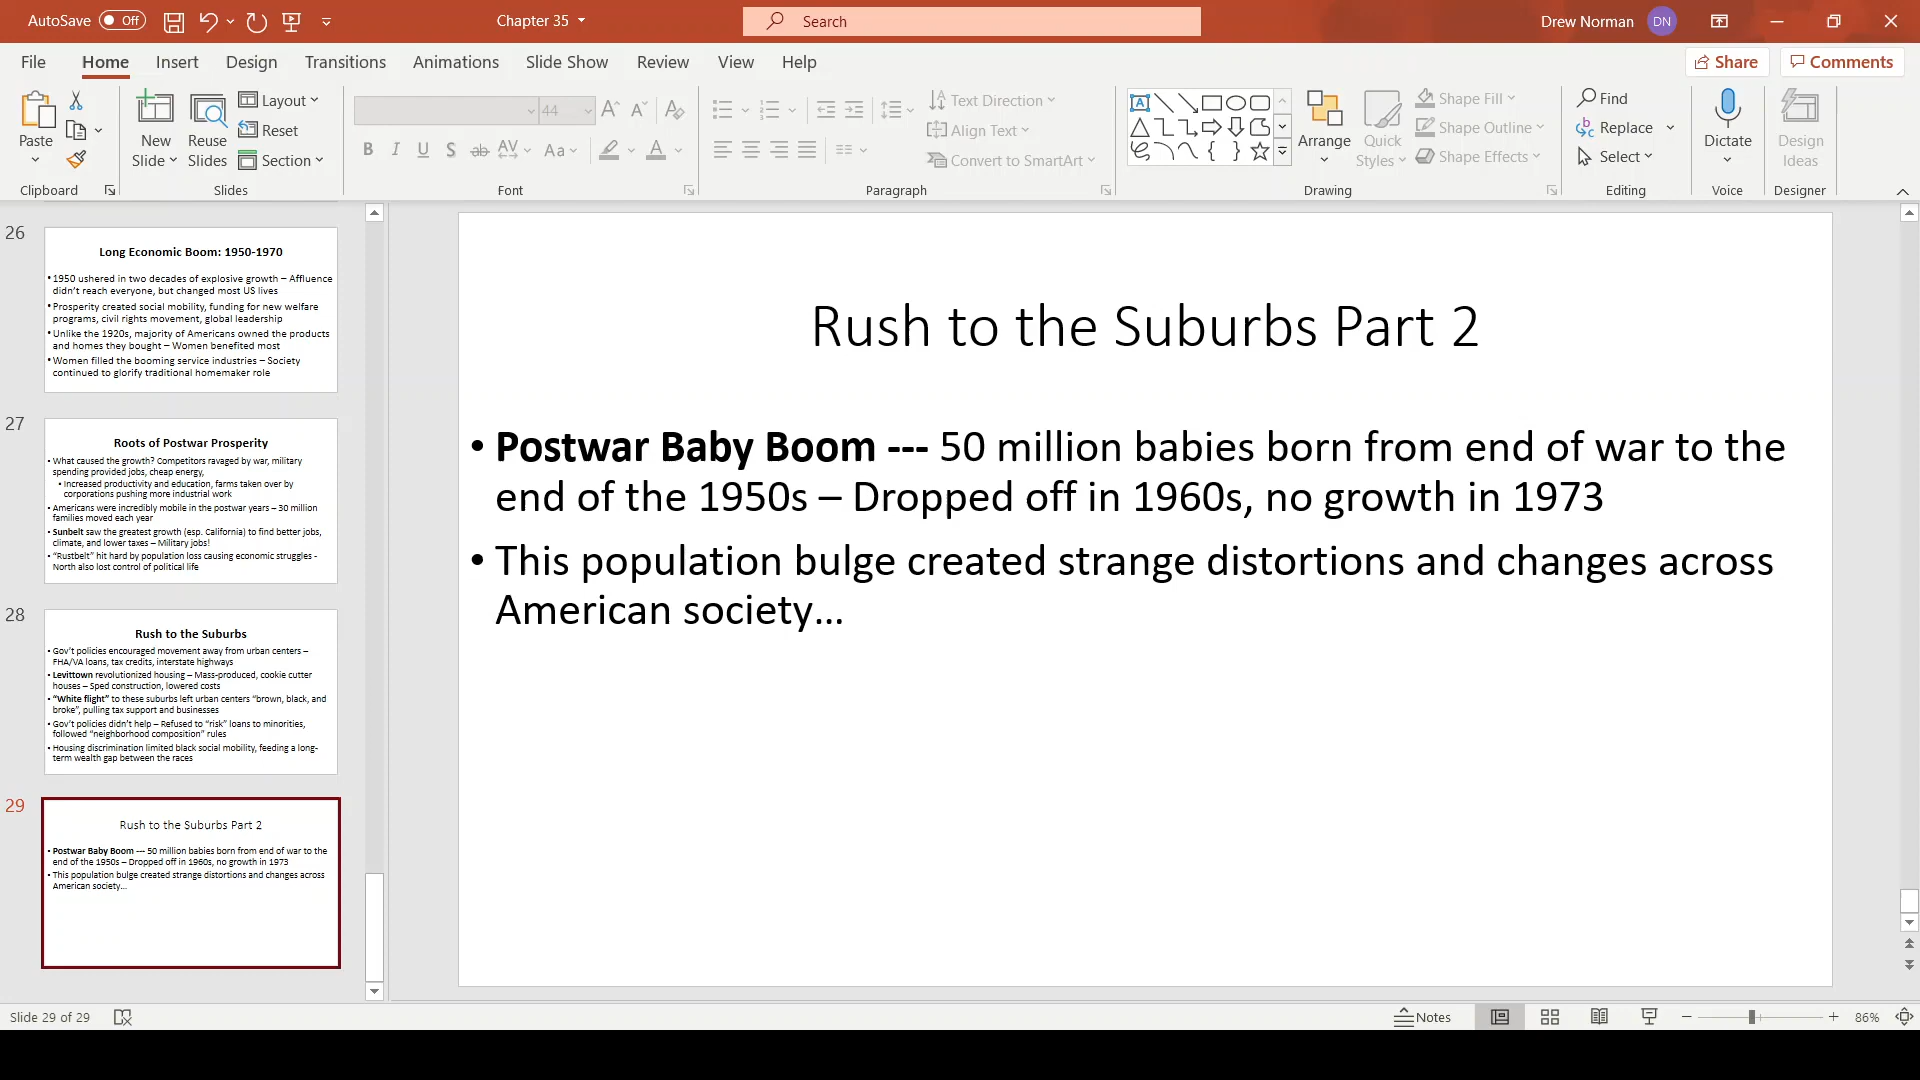 AutoSave Off Chapter 35 Search Drew Norman DN
File Home Insert Design Transitions Animations Slide Show Review View Help Share Comments
Paste
New Slide
Reuse Slides
Layout
Reset
Section
44
B I U S ab AV Aa A
Text Direction
Align Text
Convert to SmartArt
Arrange
Quick Styles
Shape Fill
Shape Outline
Shape Effects
Find
Replace
Select
Dictate
Design Ideas
Clipboard Slides Font Paragraph Drawing Editing Voice Designer
26
Long Economic Boom: 1950-1970
•1950 ushered in two decades of explosive growth – Affluence
didn't reach everyone, but changed most US lives
•Prosperity created social mobility, funding for new welfare
programs, civil rights movement, global leadership
•Unlike the 1920s, majority of Americans owned the products
and homes they bought – Women benefited most
•Women filled the booming service industries – Society
continued to glorify traditional homemaker role
27
Roots of Postwar Prosperity
• What caused the growth? Competitors ravaged by war, military
spending provided jobs, cheap energy,
• Increased productivity and education, farms taken over by
corporations pushing more industrial work
• Americans were incredibly mobile in the postwar years – 30 million
families moved each year
• Sunbelt saw the greatest growth (esp. California) to find better jobs,
climate, and lower taxes – Military jobs!
• “Rustbelt” hit hard by population loss causing economic struggles -
North also lost control of political life
28
Rush to the Suburbs
• Gov't policies encouraged movement away from urban centers –
FHA/VA loans, tax credits, interstate highways
• Levittown revolutionized housing – Mass-produced, cookie cutter
houses – Sped construction, lowered costs
• “White flight” to these suburbs left urban centers “brown, black, and
broke”, pulling tax support and businesses
• Gov't policies didn't help – Refused to “risk” loans to minorities,
followed “neighborhood composition” rules
• Housing discrimination limited black social mobility, feeding a long-
term wealth gap between the races
29
Rush to the Suburbs Part 2
• Postwar Baby Boom --- 50 million babies born from end of war to the
end of the 1950s – Dropped off in 1960s, no growth in 1973
• This population bulge created strange distortions and changes across
American society…
Rush to the Suburbs Part 2
• Postwar Baby Boom --- 50 million babies born from end of war to the
end of the 1950s – Dropped off in 1960s, no growth in 1973
• This population bulge created strange distortions and changes across
American society…
Slide 29 of 29 Notes 86%